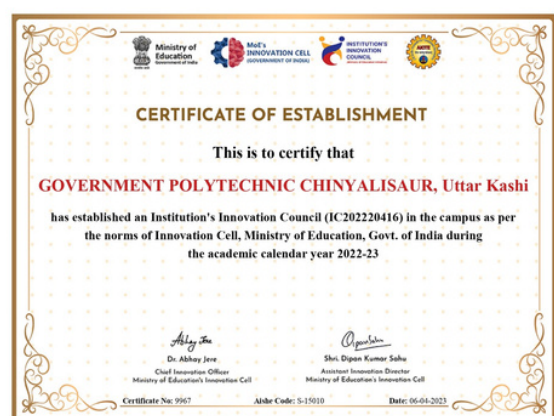 Ministry of
Education
Government of India
MoE's
INNOVATION CELL
(GOVERNMENT OF INDIA)
INSTITUTION'S
INNOVATION
COUNCIL
CERTIFICATE OF ESTABLISHMENT
This is to certify that
GOVERNMENT POLYTECHNIC CHINYALISAUR, Uttar Kashi
has established an Institution's Innovation Council (IC202220416) in the campus as per
the norms of Innovation Cell, Ministry of Education, Govt. of India during
the academic calendar year 2022-23
Abhay Jere
Dr. Abhay Jere
Chief Innovation Officer
Ministry of Education's Innovation Cell
Shri. Dipan Kumar Sahu
Assistant Innovation Director
Ministry of Education's Innovation Cell
Certificate No: 9967 Aishe Code: S-15010 Date: 06-04-2023